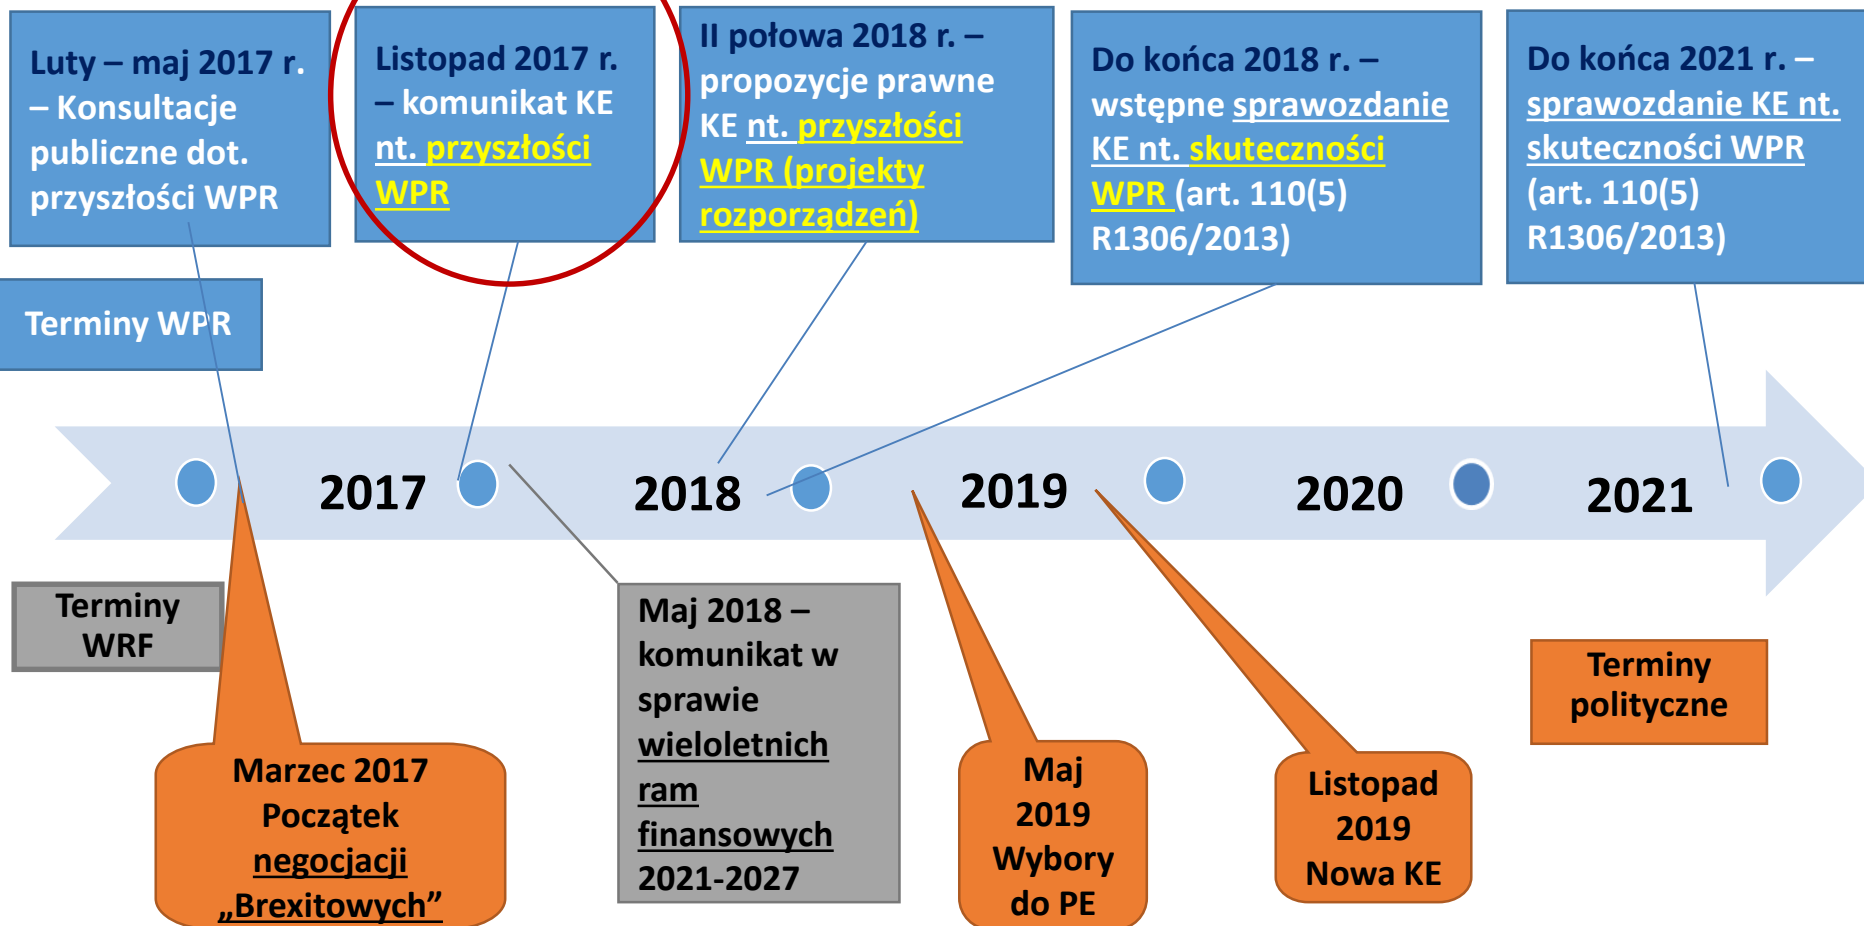 Luty – maj 2017 r.
– Konsultacje
publiczne dot.
przyszłości WPR
Listopad 2017 r.
– komunikat KE
nt. przyszłości
WPR
II połowa 2018 r. –
propozycje prawne
KE nt. przyszłości
WPR (projekty
rozporządzeń)
Do końca 2018 r. –
wstępne sprawozdanie
KE nt. skuteczności
WPR (art. 110(5)
R1306/2013)
Do końca 2021 r. –
sprawozdanie KE nt.
skuteczności WPR
(art. 110(5)
R1306/2013)
Terminy WPR
2017
2018
2019
2020
2021
Terminy
WRF
Marzec 2017
Początek
negocjacji
„Brexitowych”
Maj 2018 –
komunikat w
sprawie
wieloletnich
ram
finansowych
2021-2027
Maj
2019
Wybory
do PE
Listopad
2019
Nowa KE
Terminy
polityczne